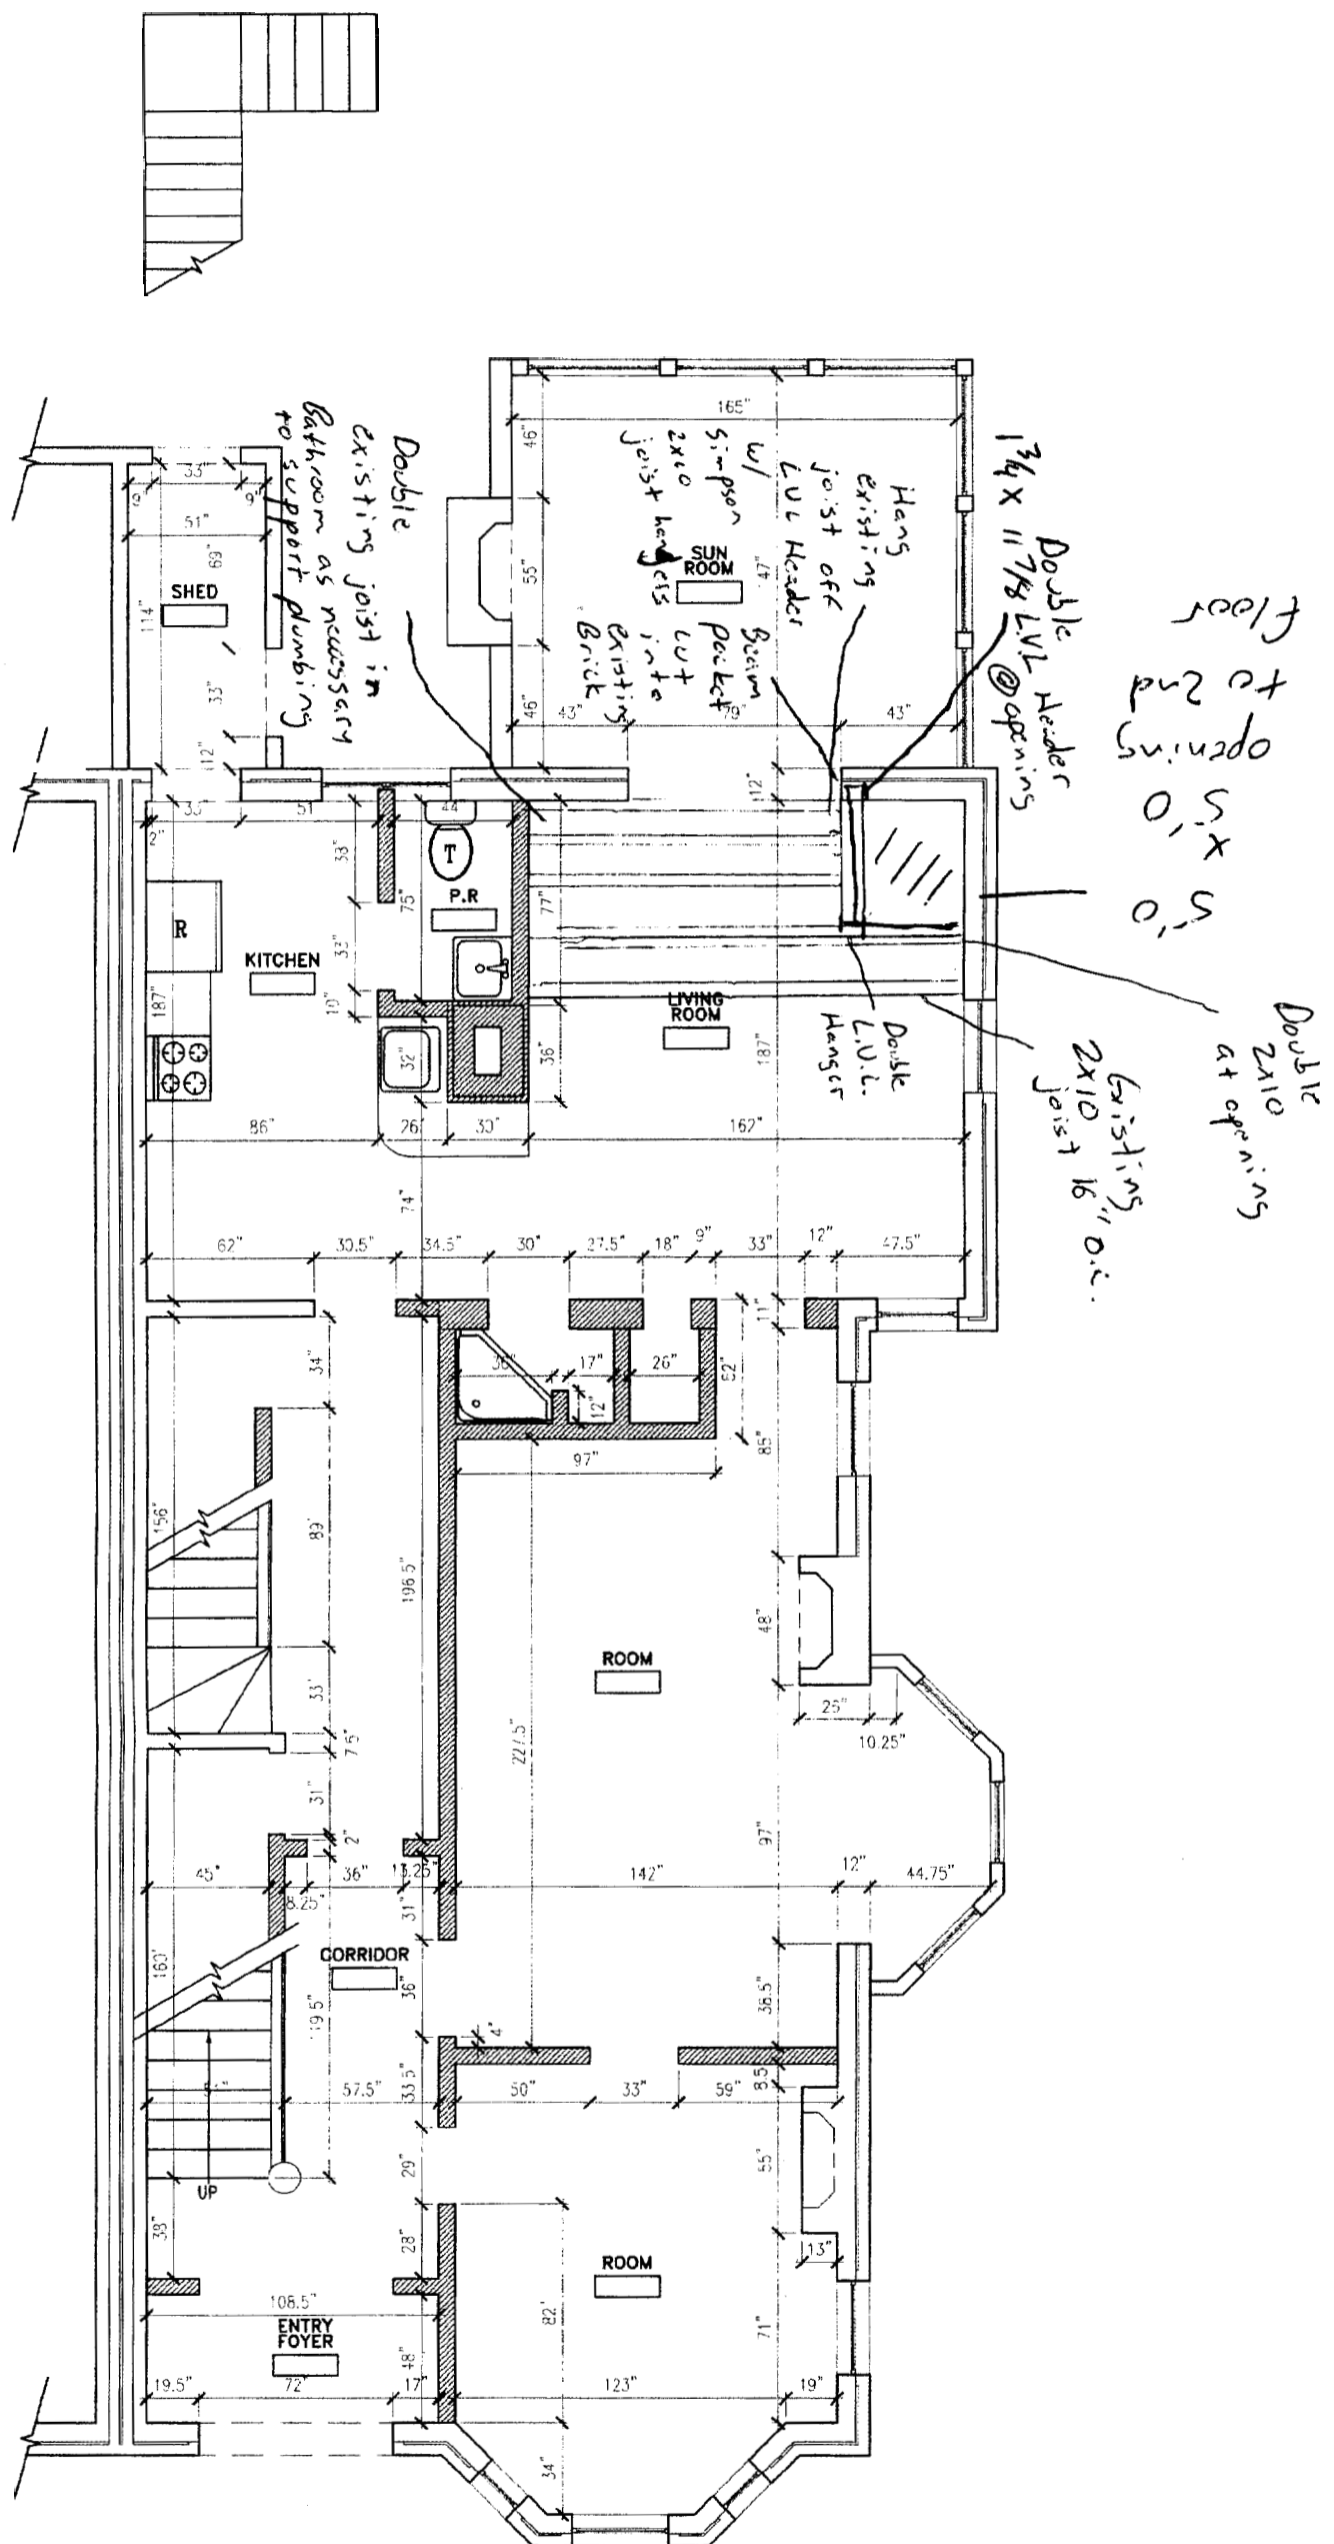 165"
46"
55"
46"
47"
43"
79"
43"
SUN
ROOM
Hang
existing
joist off
LVL Header
w/
Simpson
2x10
joist hangers
Beam
pocket
cut
into
existing
Brick
Double
1 3/4 x 11 7/8 L.V.L Header
@ opening
5'0
x
5'0
opening
to 2nd
floor
Double
2x10
at opening
Existing
2x10
joist 16" O.C.
Double
L.V.L.
Hanger
Double
existing joist in
Bathroom as necessary
to support plumbing
33"
9"
9"
51"
69"
114"
SHED
33"
12"
12"
33"
51"
44"
2"
38"
T
P.R
75"
77"
R
KITCHEN
33"
10"
187"
LIVING
ROOM
187"
32"
36"
86"
26"
30"
162"
74"
62"
30.5"
34.5"
30"
27.5"
18"
9"
33"
12"
47.5"
11"
34"
36"
17"
26"
52"
12"
85"
97"
156"
89"
196.5"
48"
ROOM
33"
25"
10.25"
7.5"
227.5"
31"
2"
97"
45"
36"
13.25"
142"
12"
44.75"
8.25"
31"
CORRIDOR
160"
36"
38.5"
4"
57.5"
33.5"
50"
33"
59"
8.5"
29"
55"
UP
38"
28"
ROOM
13"
108.5"
82"
71"
ENTRY
FOYER
48"
19.5"
72"
17"
123"
19"
34"